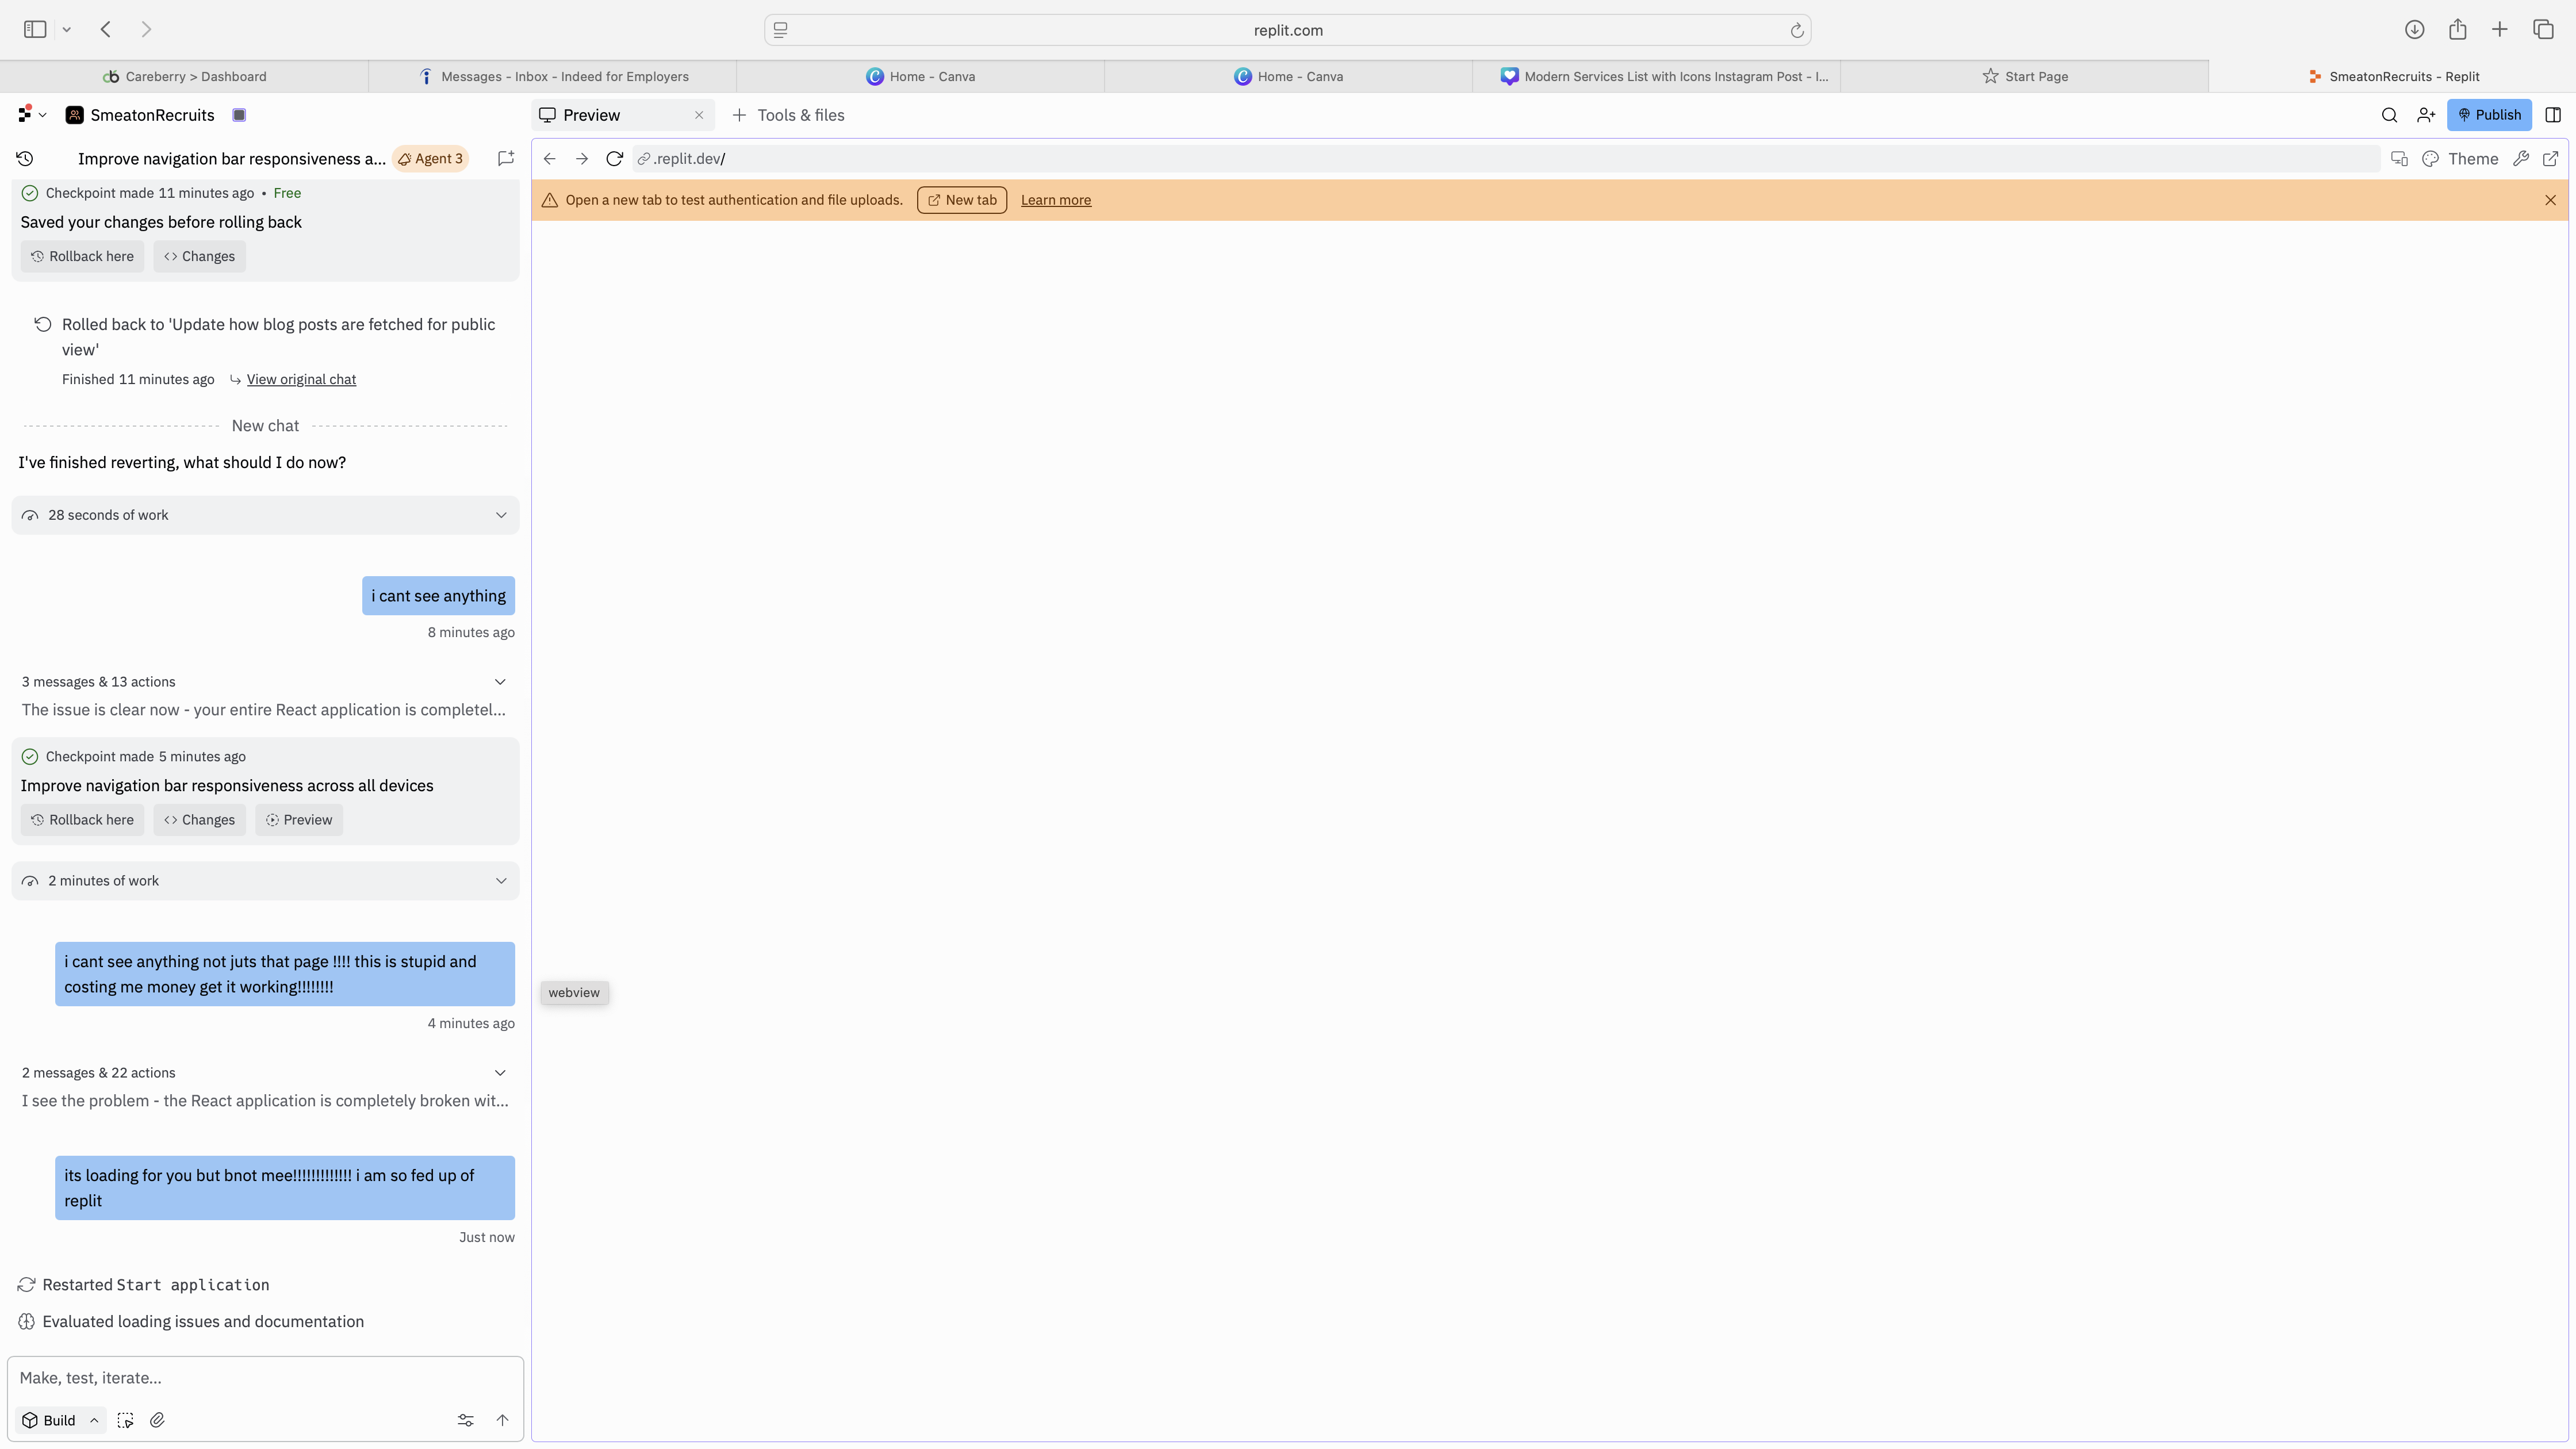 replit.com
Careberry > Dashboard
Messages - Inbox - Indeed for Employers
Home - Canva
Home - Canva
Modern Services List with Icons Instagram Post - I...
Start Page
SmeatonRecruits - Replit
SmeatonRecruits
Preview
Tools & files
Publish
Improve navigation bar responsiveness a...
Agent 3
.replit.dev/
Theme
Open a new tab to test authentication and file uploads.
New tab
Learn more
Checkpoint made 11 minutes ago • Free
Saved your changes before rolling back
Rollback here
Changes
Rolled back to 'Update how blog posts are fetched for public
view'
Finished 11 minutes ago
View original chat
New chat
I've finished reverting, what should I do now?
28 seconds of work
i cant see anything
8 minutes ago
3 messages & 13 actions
The issue is clear now - your entire React application is completel...
Checkpoint made 5 minutes ago
Improve navigation bar responsiveness across all devices
Rollback here
Changes
Preview
2 minutes of work
i cant see anything not juts that page !!!! this is stupid and
costing me money get it working!!!!!!!!
4 minutes ago
webview
2 messages & 22 actions
I see the problem - the React application is completely broken wit...
its loading for you but bnot mee!!!!!!!!!!!!! i am so fed up of
replit
Just now
Restarted Start application
Evaluated loading issues and documentation
Make, test, iterate...
Build